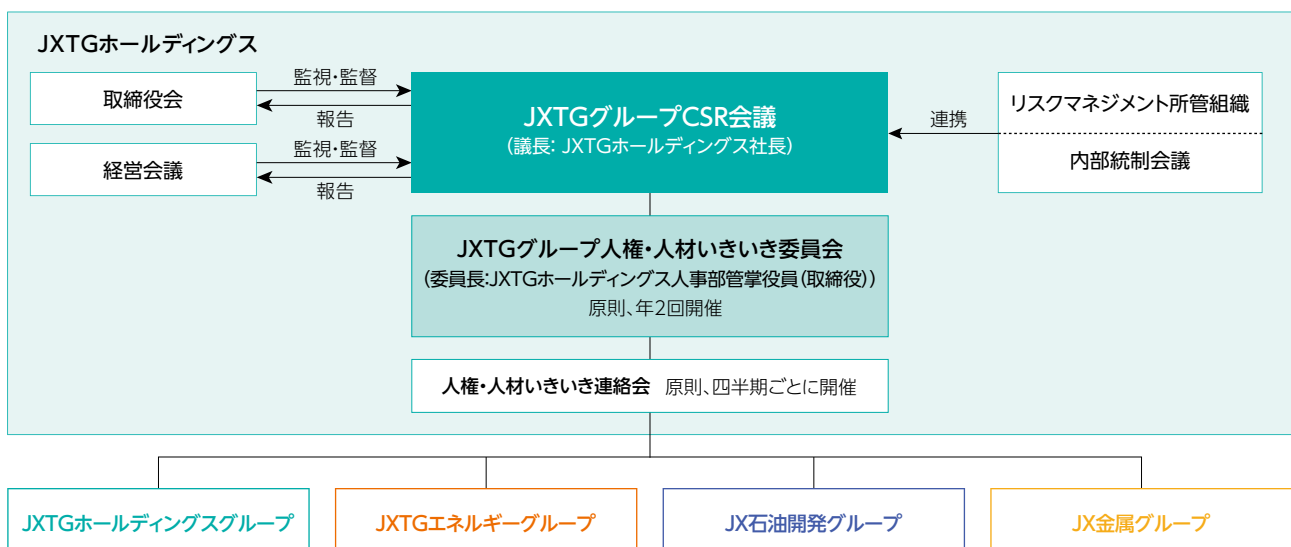 JXTGホールディングス
取締役会
監視・監督
報告
経営会議
監視・監督
報告
JXTGグループCSR会議
(議長: JXTGホールディングス社長)
連携
リスクマネジメント所管組織
内部統制会議
JXTGグループ人権・人材いきいき委員会
(委員長:JXTGホールディングス人事部管掌役員(取締役))
原則、年2回開催
人権・人材いきいき連絡会 原則、四半期ごとに開催
JXTGホールディングスグループ
JXTGエネルギーグループ
JX石油開発グループ
JX金属グループ